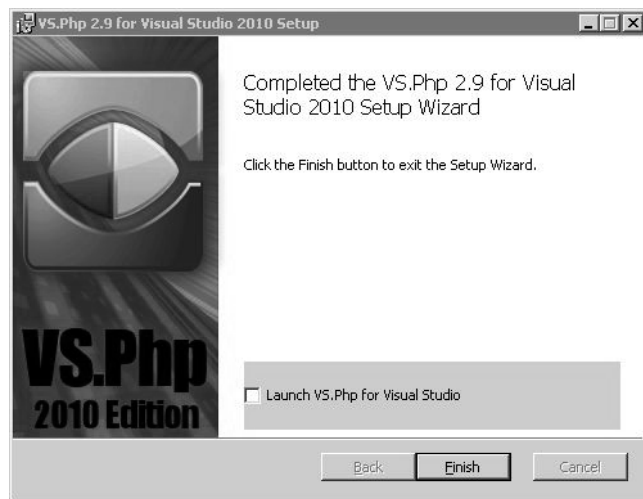 VS.Php 2.9 for Visual Studio 2010 Setup
Completed the VS.Php 2.9 for Visual
Studio 2010 Setup Wizard
Click the Finish button to exit the Setup Wizard.
VS.Php
2010 Edition
Launch VS.Php for Visual Studio
Back
Finish
Cancel